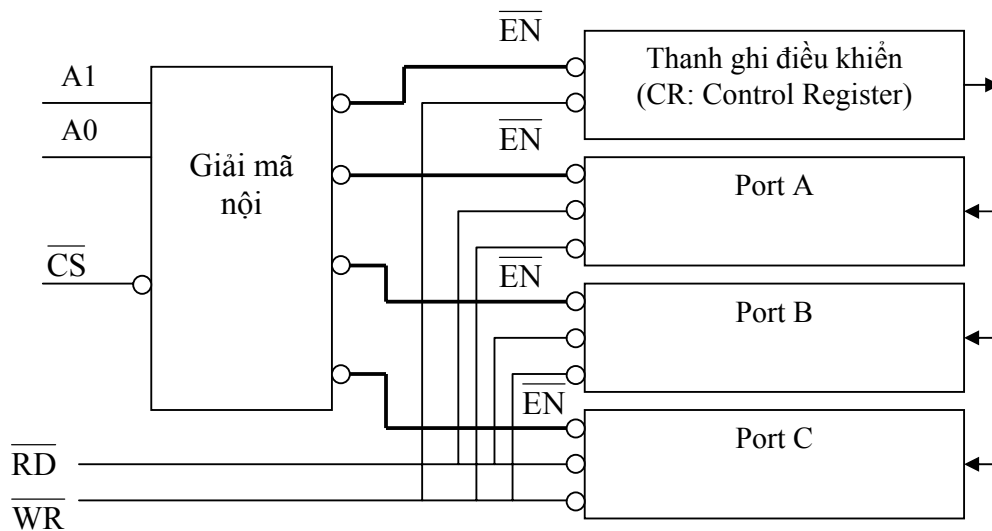 EN
Thanh ghi điều khiển
(CR: Control Register)
A1
A0
EN
Giải mã
nội
Port A
CS
EN
Port B
EN
Port C
RD
WR